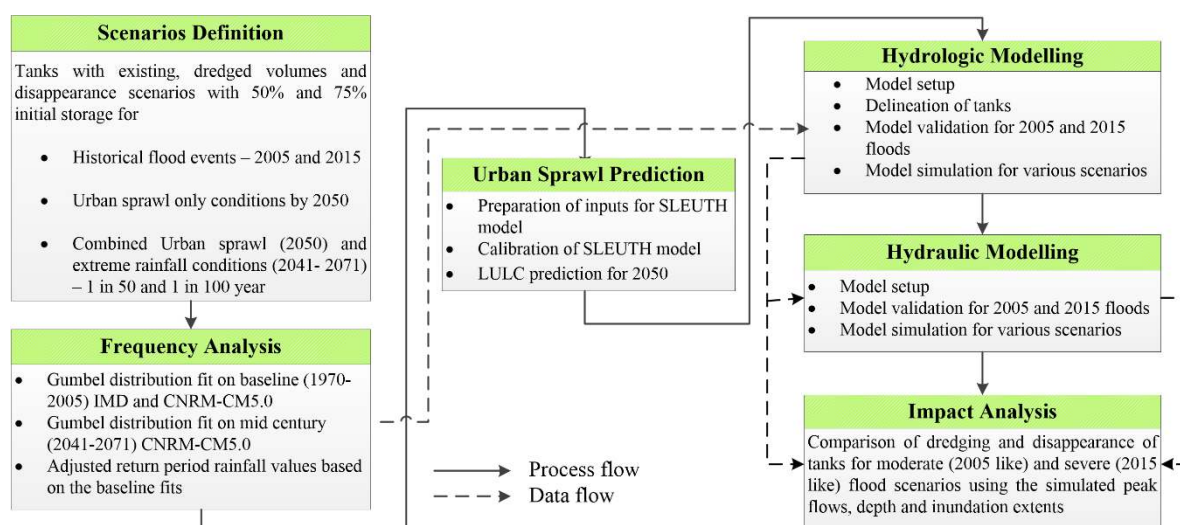 Scenarios Definition
Tanks with existing, dredged volumes and
disappearance scenarios with 50% and 75%
initial storage for
• Historical flood events – 2005 and 2015
• Urban sprawl only conditions by 2050
• Combined Urban sprawl (2050) and
extreme rainfall conditions (2041- 2071)
– 1 in 50 and 1 in 100 year
Frequency Analysis
• Gumbel distribution fit on baseline (1970-
2005) IMD and CNRM-CM5.0
• Gumbel distribution fit on mid century
(2041-2071) CNRM-CM5.0
• Adjusted return period rainfall values based
on the baseline fits
Urban Sprawl Prediction
• Preparation of inputs for SLEUTH
model
• Calibration of SLEUTH model
• LULC prediction for 2050
Process flow
Data flow
Hydrologic Modelling
• Model setup
• Delineation of tanks
• Model validation for 2005 and 2015
floods
• Model simulation for various scenarios
Hydraulic Modelling
• Model setup
• Model validation for 2005 and 2015 floods
• Model simulation for various scenarios
Impact Analysis
Comparison of dredging and disappearance of
tanks for moderate (2005 like) and severe (2015
like) flood scenarios using the simulated peak
flows, depth and inundation extents